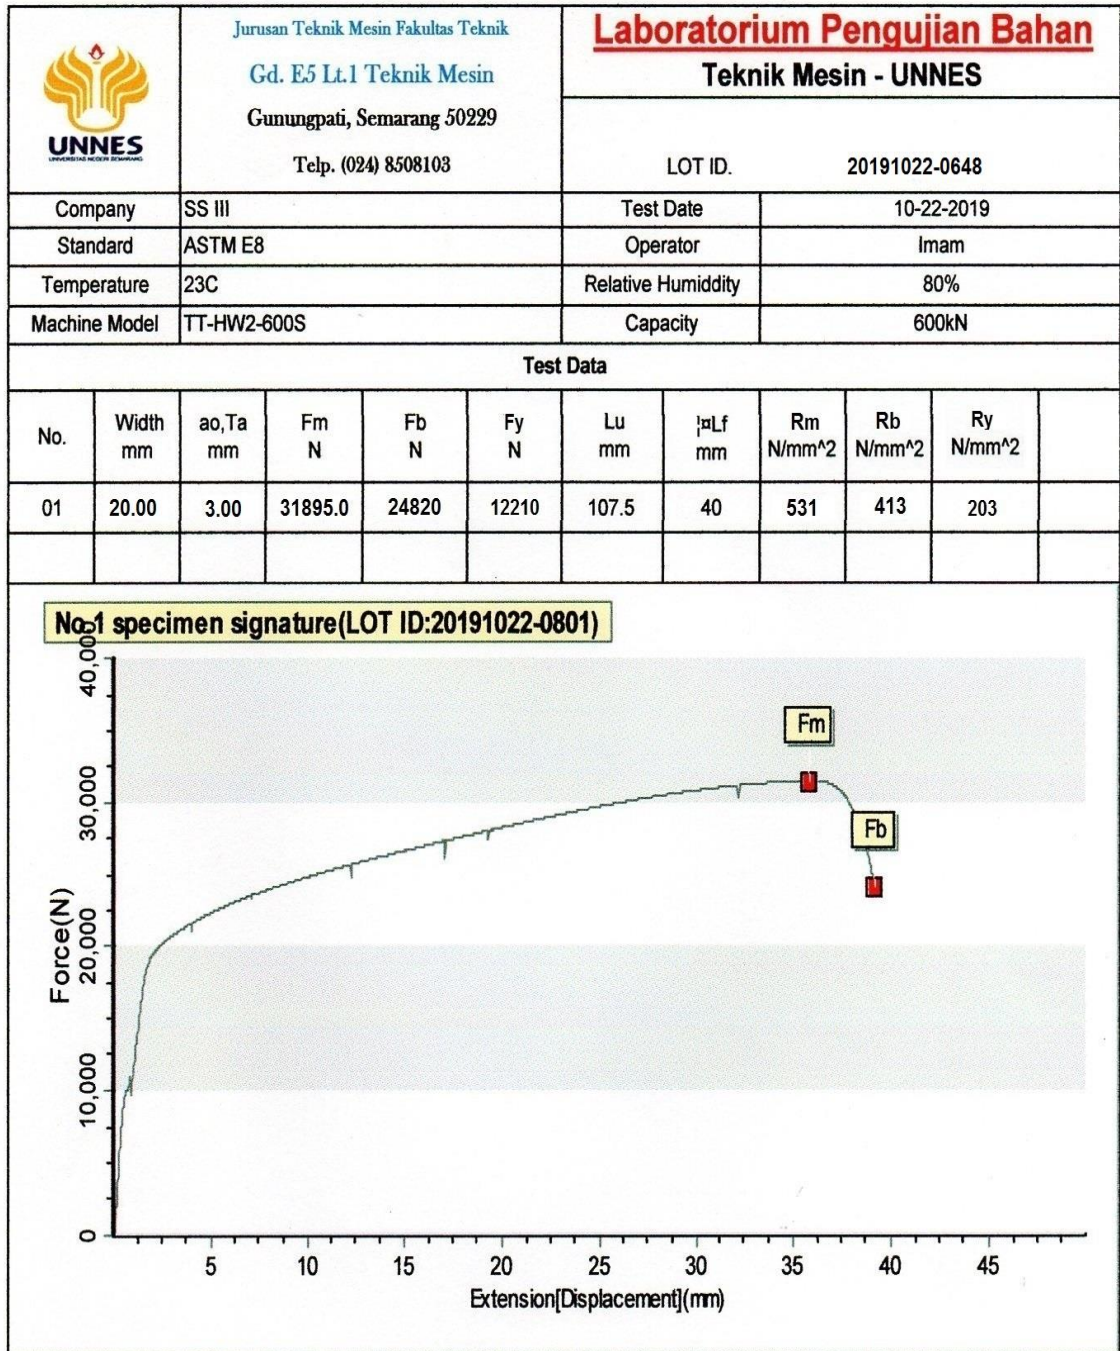 UNNES
UNIVERSITAS NEGERI SEMARANG
Jurusan Teknik Mesin Fakultas Teknik
Gd. E5 Lt.1 Teknik Mesin
Gunungpati, Semarang 50229
Telp. (024) 8508103
Laboratorium Pengujian Bahan
Teknik Mesin - UNNES
LOT ID. 20191022-0648
Company SS III Test Date 10-22-2019
Standard ASTM E8 Operator Imam
Temperature 23C Relative Humiddity 80%
Machine Model TT-HW2-600S Capacity 600kN
Test Data
No. Width mm ao,Ta mm Fm N Fb N Fy N Lu mm ¦¤Lf mm Rm N/mm^2 Rb N/mm^2 Ry N/mm^2
01 20.00 3.00 31895.0 24820 12210 107.5 40 531 413 203
No.1 specimen signature(LOT ID:20191022-0801)
40,000
30,000
20,000
10,000
0
Force(N)
Fm
Fb
5 10 15 20 25 30 35 40 45
Extension[Displacement](mm)